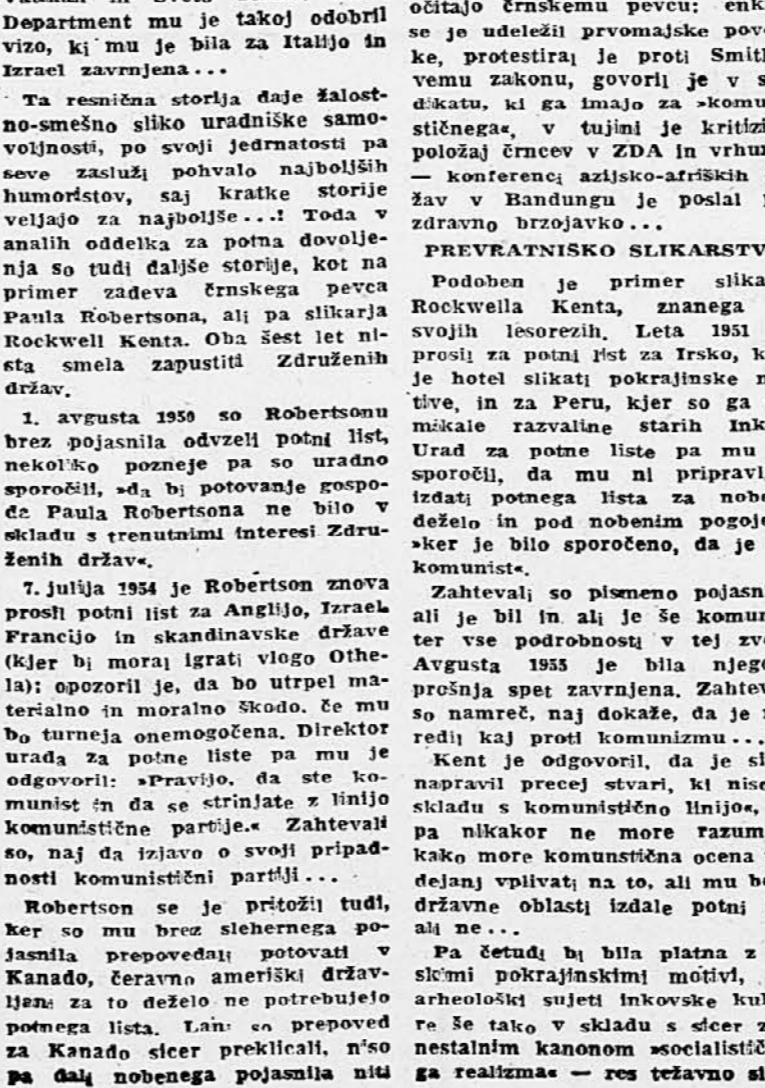 Department mu je takoj odobril
vizo, ki mu je bila za Italijo in
Izrael zavrnjena...
Ta resnična storija daje žalost-
no-smešno sliko uradniške samo-
voljnosti, po svoji jedrnatosti pa
seve zasluži pohvalo najboljših
humoristov, saj kratke storije
veljajo za najboljše...! Toda v
analih oddelka za potna dovolje-
nja so tudi daljše storije, kot na
primer zadeva črnskega pevca
Paula Robertsona, ali pa slikarja
Rockwell Kenta. Oba šest let ni-
sta smela zapustiti Združenih
držav.
1. avgusta 1950 so Robertsonu
brez pojasnila odvzeli potni list,
nekoliko pozneje pa so uradno
sporočili, »da bi potovanje gospo-
da Paula Robertsona ne bilo v
skladu s trenutnimi interesi Zdru-
ženih držav«.
7. julija 1954 je Robertson znova
prosil potni list za Anglijo, Izrael,
Francijo in skandinavske države
(kjer bi moral igrati vlogo Othe-
la); opozoril je, da bo utrpel ma-
terialno in moralno škodo, če mu
bo turneja onemogočena. Direktor
urada za potne liste pa mu je
odgovoril: »Pravijo, da ste ko-
munist in da se strinjate z linijo
komunistične partije.« Zahtevali
so, naj da izjavo o svoji pripad-
nosti komunistični partiji...
Robertson se je pritožil tudi,
ker so mu brez slehernega po-
jasnila prepovedali potovati v
Kanado, čeravno ameriški držav-
ljani za to deželo ne potrebujejo
potnega lista. Lani so prepoved
za Kanado sicer preklicali, niso
pa dali nobenega pojasnila niti
očitajo črnskemu pevcu: enk
se je udeležil prvomajske pov
ke, protestiral je proti Smit
vemu zakonu, govoril je v s
dikatu, ki ga imajo za »komu
stičnega«, v tujini je kritizi
položaj črncev v ZDA in vrhu
— konferenci azijsko-afriških
žav v Bandungu je poslal
zdravno brzojavko...
PREVRATNIŠKO SLIKARSTV
Podoben je primer slika
Rockwella Kenta, znanega
svojih lesorezih. Leta 1951
prosil za potni list za Irsko, k
je hotel slikati pokrajinske
tive, in za Peru, kjer so ga
mikale razvaline starih Ink
Urad za potne liste pa mu
sporočil, da mu ni pripravl
izdati potnega lista za nobe
deželo in pod nobenim pogoje
»ker je bilo sporočeno, da je
komunist«.
Zahtevali so pismeno pojasn
ali je bil in ali je še komun
ter vse podrobnosti v tej zv
Avgusta 1955 je bila njego
prošnja spet zavrnjena. Zahtev
so namreč, naj dokaže, da je
redil kaj proti komunizmu...
Kent je odgovoril, da je si
napravil precej stvari, ki nis
skladu s komunistično linijo«,
pa nikakor ne more razum
kako more komunstična ocena
dejanj vplivati na to, ali mu b
državne oblasti izdale potni
ali ne...
Pa četudi bi bila platna z
skimi pokrajinskimi motivi,
arheološki sujeti inkovske kul
re še tako v skladu s sicer z
nestalnim kanonom »socialistič
ga realizma« — res težavno si